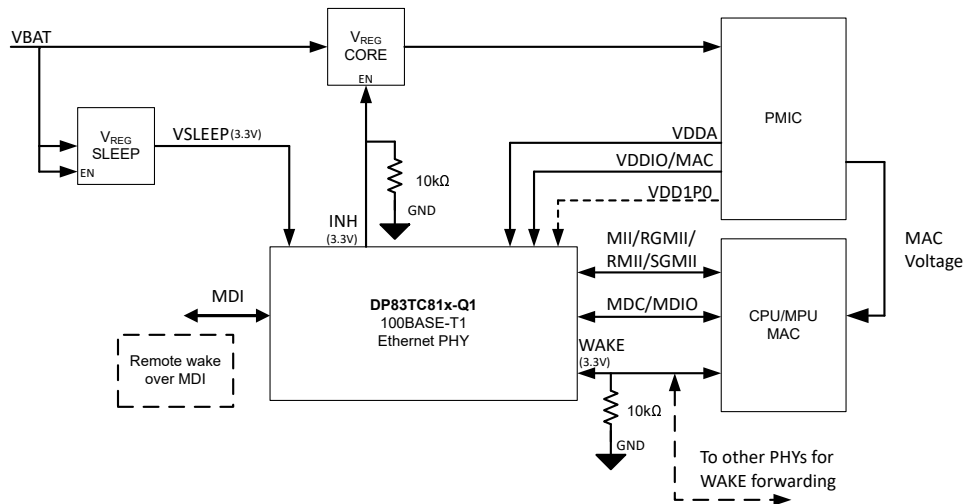 VBAT
VREG
CORE
EN
VREG
SLEEP
EN
VSLEEP (3.3V)
10kΩ
GND
INH
(3.3V)
PMIC
VDDA
VDDIO/MAC
VDD1P0
MAC
Voltage
MII/RGMII/
RMII/SGMII
MDI
DP83TC81x-Q1
100BASE-T1
Ethernet PHY
MDC/MDIO
CPU/MPU
MAC
WAKE
(3.3V)
Remote wake
over MDI
10kΩ
GND
To other PHYs for
WAKE forwarding